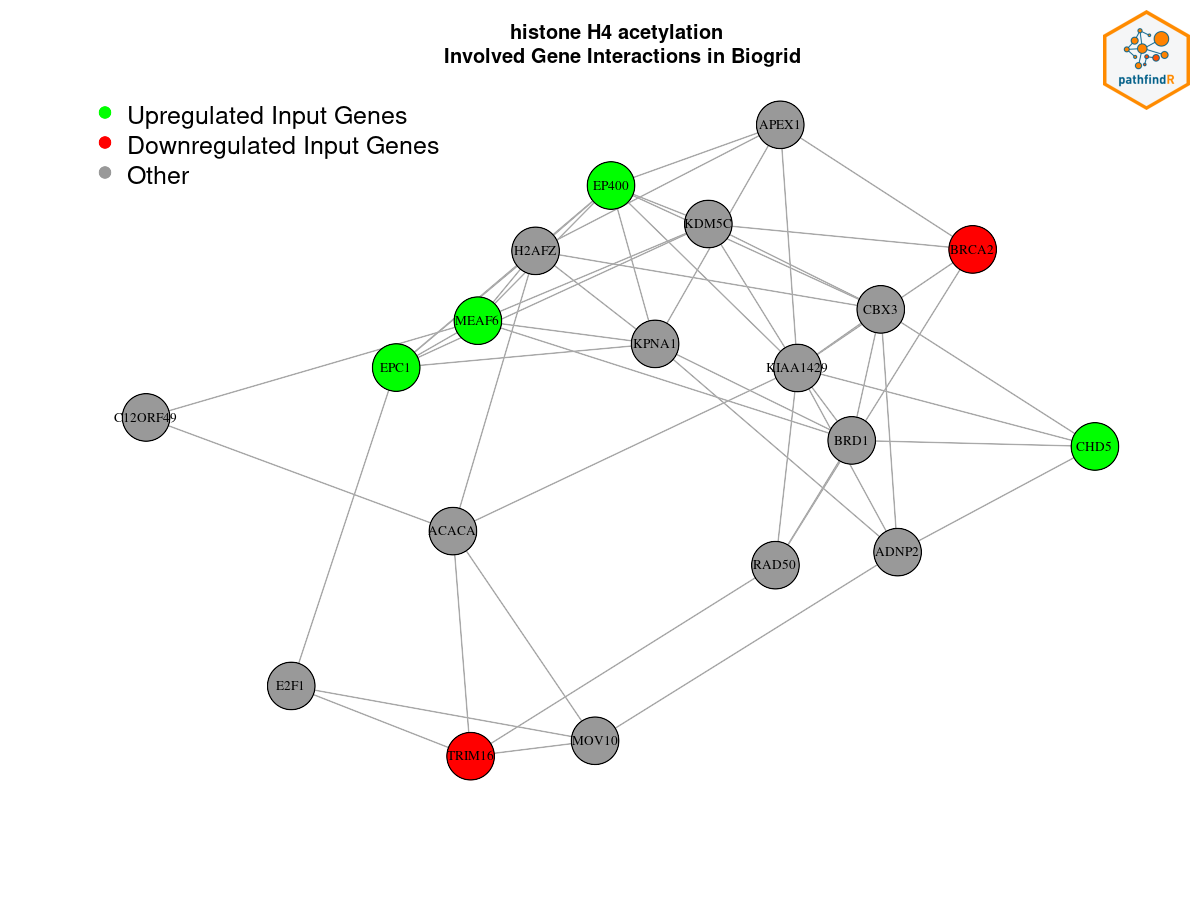 histone H4 acetylation
Involved Gene Interactions in Biogrid
pathfindR
Upregulated Input Genes
Downregulated Input Genes
Other
APEX1
EP400
KDM5C
H2AFZ
BRCA2
CBX3
MEAF6
KPNA1
EPC1
KIAA1429
C12ORF49
BRD1
CHD5
ACACA
ADNP2
RAD50
E2F1
MOV10
TRIM16